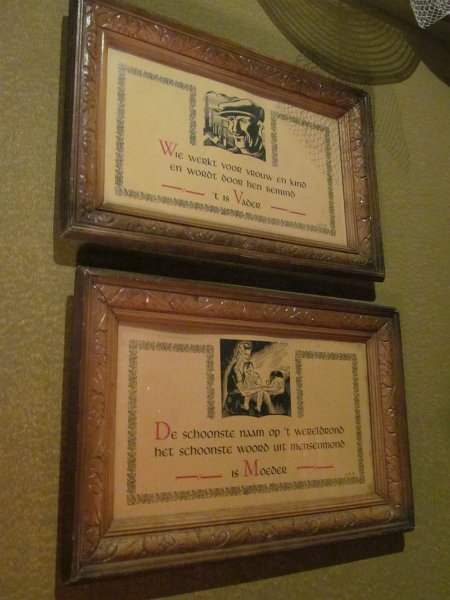 Wie werkt voor vrouw en kind
en wordt door hen bemind
't is Vader
De schoonste naam op 't wereldrond
het schoonste woord uit mensenmond
is Moeder